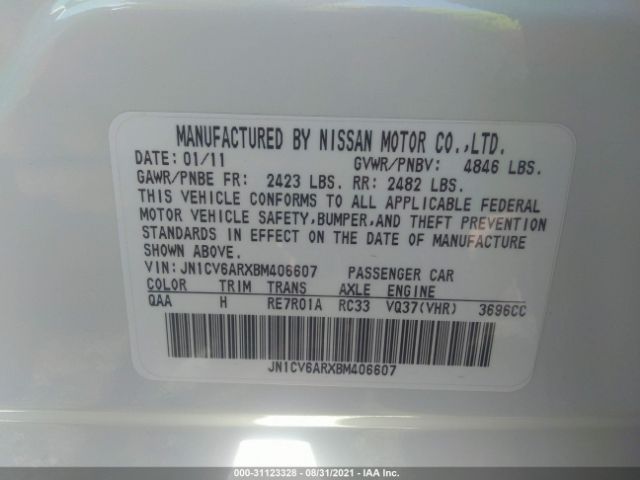 MANUFACTURED BY NISSAN MOTOR CO.,LTD.
DATE: 01/11 GVWR/PNBV: 4846 LBS.
GAWR/PNBE FR: 2423 LBS. RR: 2482 LBS.
THIS VEHICLE CONFORMS TO ALL APPLICABLE FEDERAL
MOTOR VEHICLE SAFETY,BUMPER,AND THEFT PREVENTION
STANDARDS IN EFFECT ON THE DATE OF MANUFACTURE
SHOWN ABOVE.
VIN: JN1CV6ARXBM406607 PASSENGER CAR
COLOR TRIM TRANS AXLE ENGINE
QAA H RE7R01A RC33 VQ37(VHR) 3696CC
JN1CV6ARXBM406607
000-31123328 - 08/31/2021 - IAA Inc.